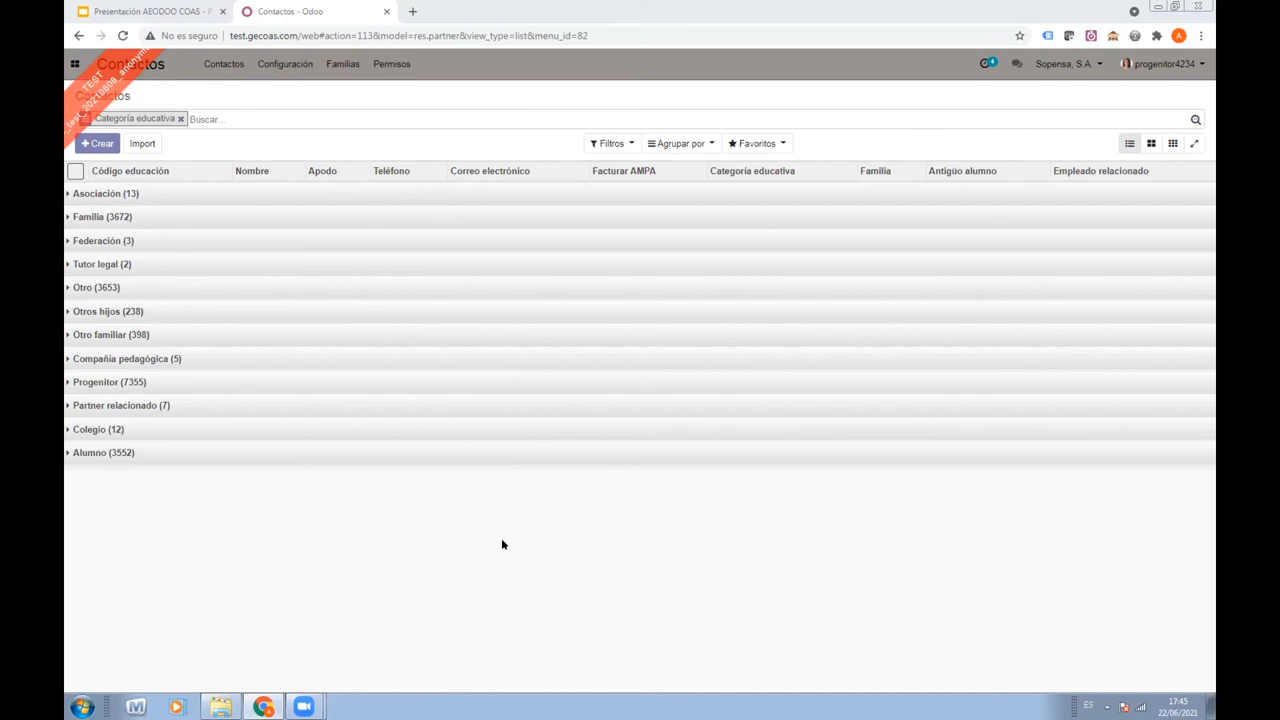 Presentación AEODOO COAS - P
Contactos - Odoo
No es seguro
test.gecoas.com/web#action=113&model=res.partner&view_type=list&menu_id=82
A
Contactos
Contactos
Configuración
Familias
Permisos
4
Sopensa, S.A.
progenitor4234
TEST
Contactos
Categoría educativa
Buscar...
Crear
Import
Filtros
Agrupar por
Favoritos
Código educación
Nombre
Apodo
Teléfono
Correo electrónico
Facturar AMPA
Categoría educativa
Familia
Antigüo alumno
Empleado relacionado
Asociación (13)
Familia (3672)
Federación (3)
Tutor legal (2)
Otro (3653)
Otros hijos (238)
Otro familiar (398)
Compañía pedagógica (5)
Progenitor (7355)
Partner relacionado (7)
Colegio (12)
Alumno (3552)
ES
17:45
22/06/2021